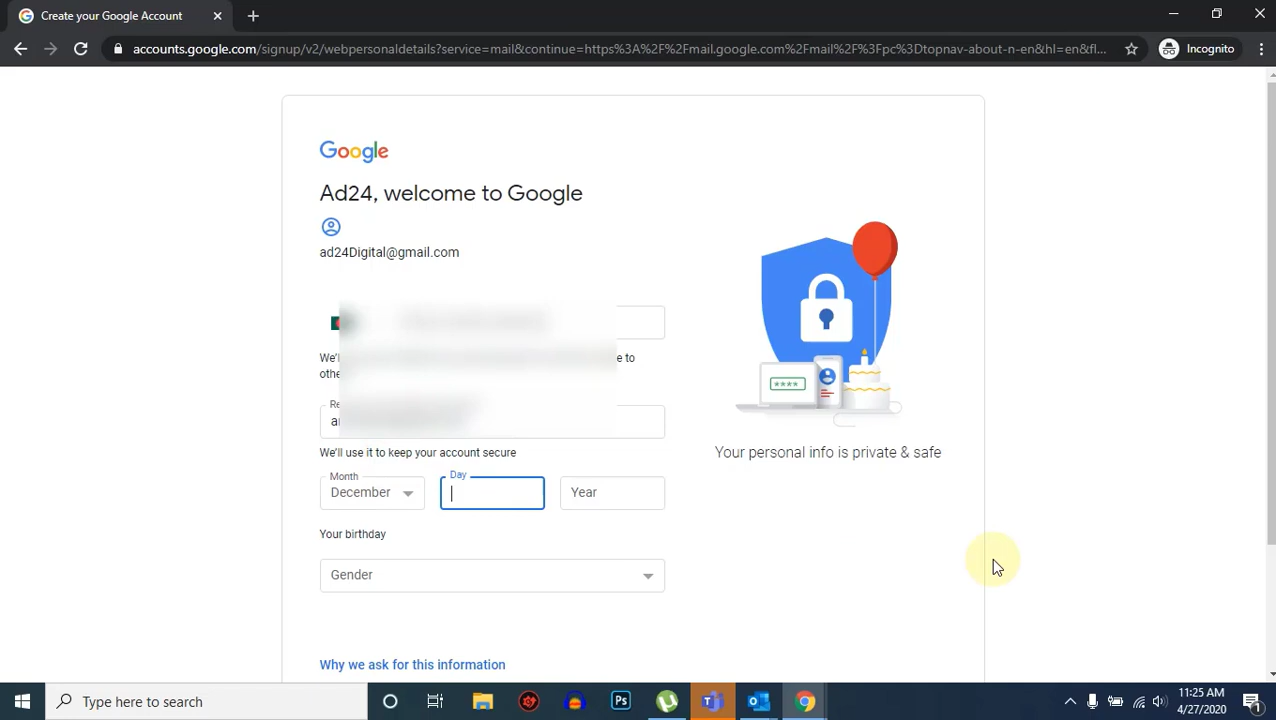 Create your Google Account
accounts.google.com/signup/v2/webpersonaldetails?service=mail&continue=https%3A%2F%2Fmail.google.com%2Fmail%2F%3Fpc%3Dtopnav-about-n-en&hl=en&fl...
Incognito
Google
Ad24, welcome to Google
ad24Digital@gmail.com
We'll
to
othe
Re
a
We'll use it to keep your account secure
Month
December
Day
Year
Your birthday
Gender
Why we ask for this information
****
Your personal info is private & safe
Type here to search
Ps
11:25 AM
4/27/2020
1